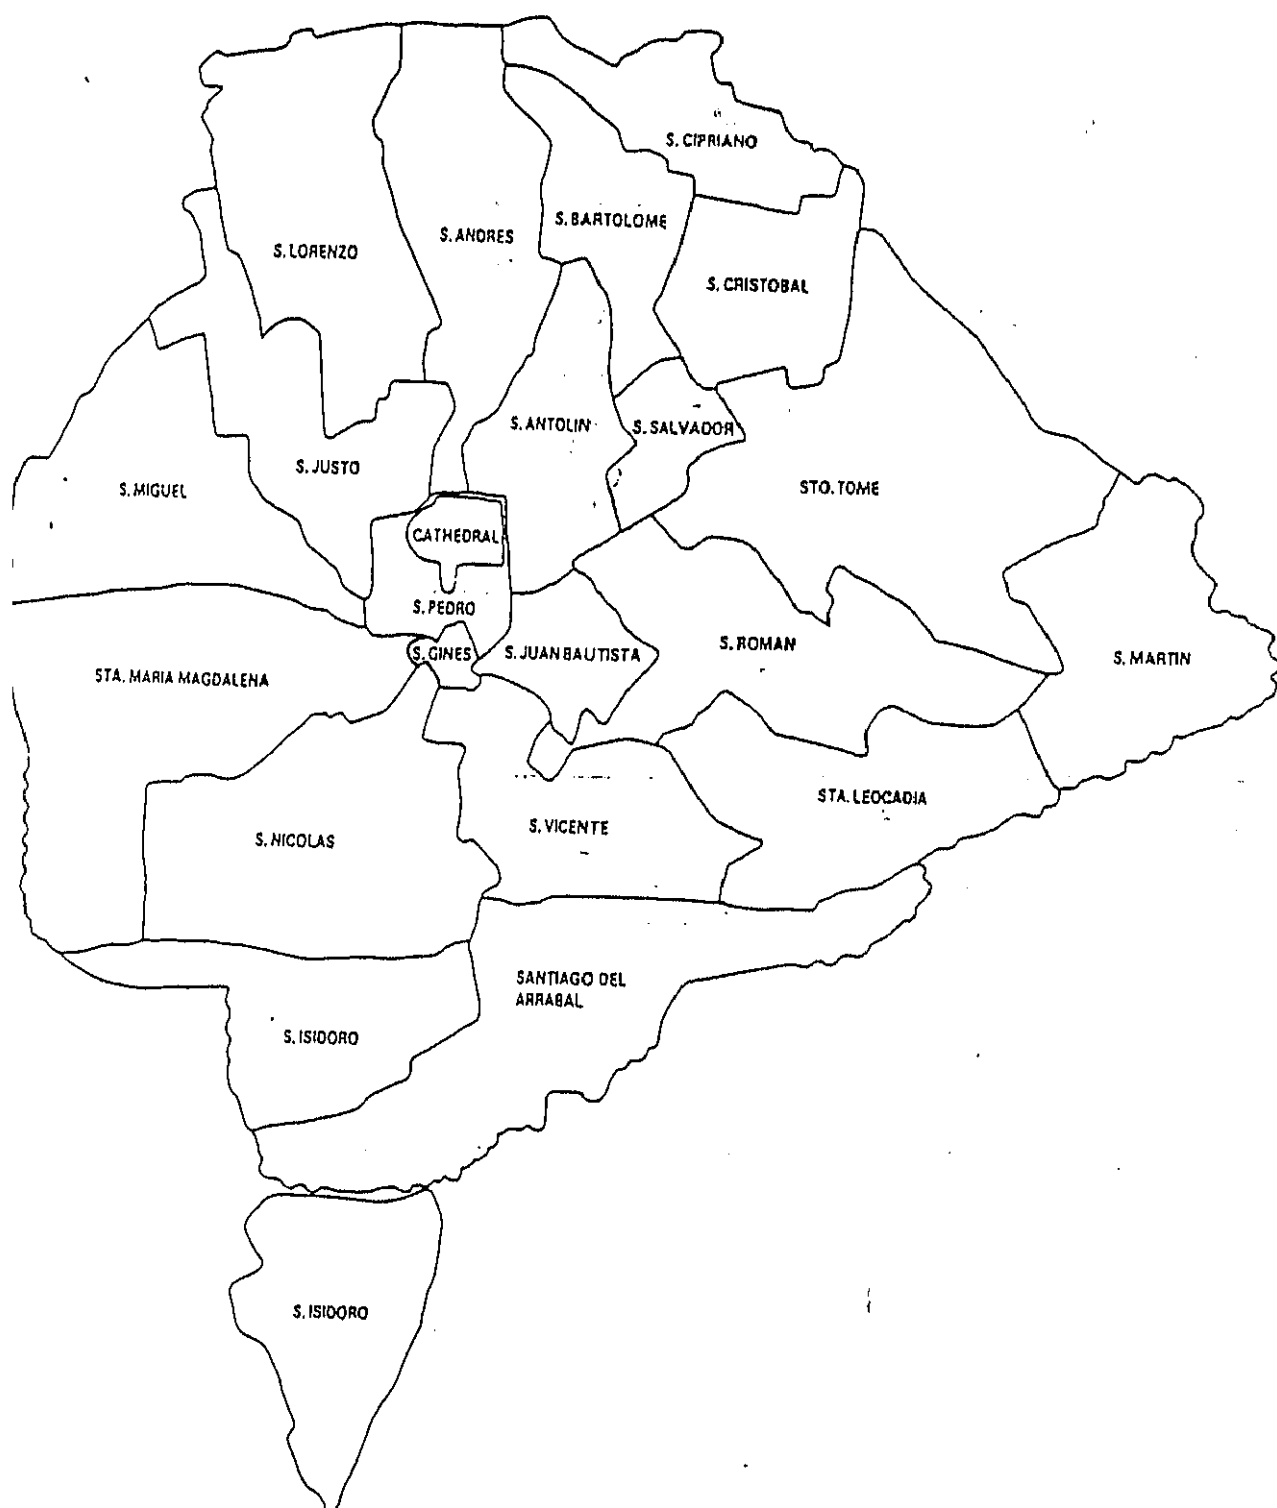 S. CIPRIANO
S. BARTOLOME
S. ANDRES
S. LORENZO
S. CRISTOBAL
S. ANTOLIN
S. SALVADOR
S. JUSTO
S. MIGUEL
STO. TOME
CATHEDRAL
S. PEDRO
S. GINES
S. JUAN BAUTISTA
S. ROMAN
S. MARTIN
STA. MARIA MAGDALENA
STA. LEOCADIA
S. VICENTE
S. NICOLAS
SANTIAGO DEL
ARRABAL
S. ISIDORO
S. ISIDORO